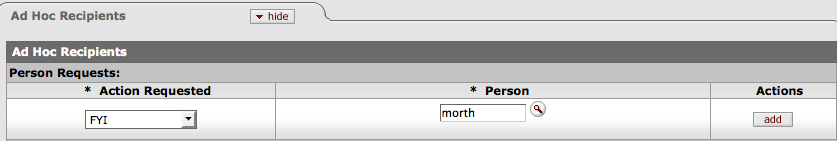 Ad Hoc Recipients hide
Ad Hoc Recipients
Person Requests:
* Action Requested * Person Actions
FYI morth add